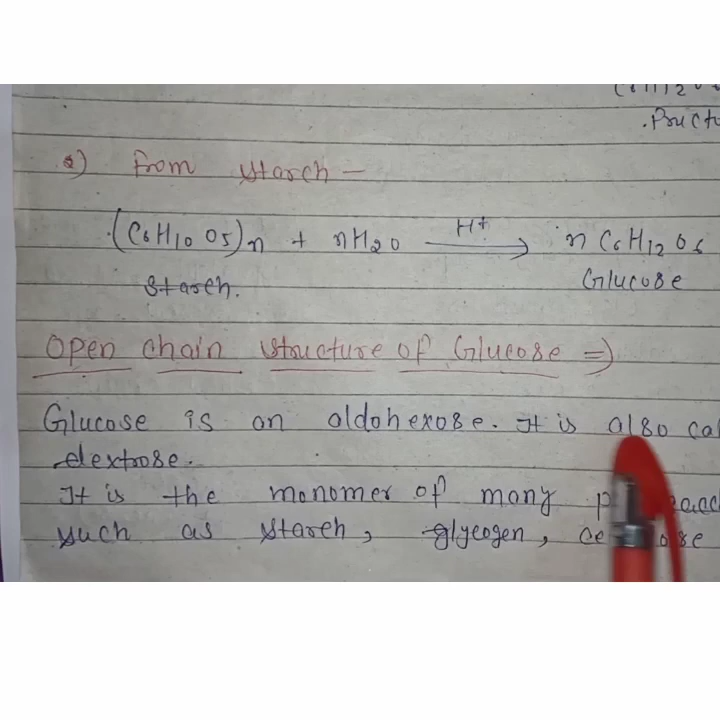 Fructo
2) From starch —
(C6H10O5)n + nH2O H+ → n C6H12O6
Starch. Glucose
Open chain structure of Glucose ⇒
Glucose is an aldohexose. It is also
dextrose.
It is the monomer of many
such as starch, glycogen,